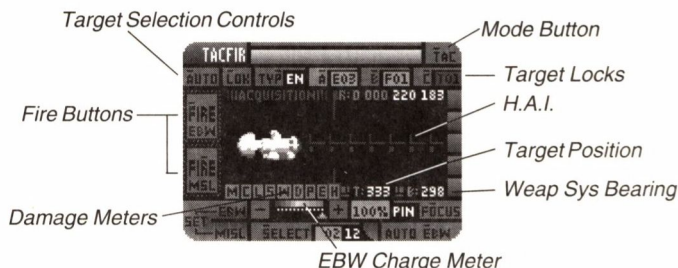 Target Selection Controls
Mode Button
TACFIR
TAC
AUTO LOK TYP EN A E03 B F01 C T01
Target Locks
ACQUISITION R:0 000 220 183
H.A.I.
Fire Buttons
FIRE
EBW
Target Position
FIRE
MSL
M C L S W D P E H T:333 B:298
Weap Sys Bearing
Damage Meters
EBW − + 100% PIN FOCUS
SET
MISL SELECT 02 12 AUTO EBW
EBW Charge Meter